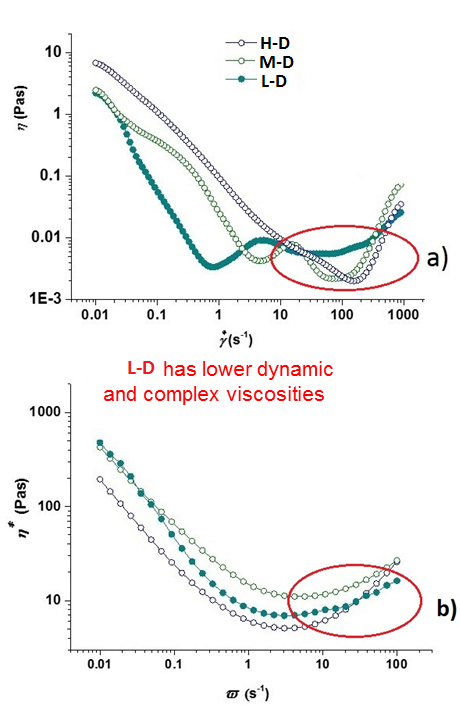 H-D
M-D
L-D
η (Pas)
10
1
0.1
0.01
1E-3
a)
0.01 0.1 1 10 100 1000
γ̇ (s⁻¹)
L-D has lower dynamic
and complex viscosities
η* (Pas)
1000
100
10
b)
0.01 0.1 1 10 100
ϖ (s⁻¹)